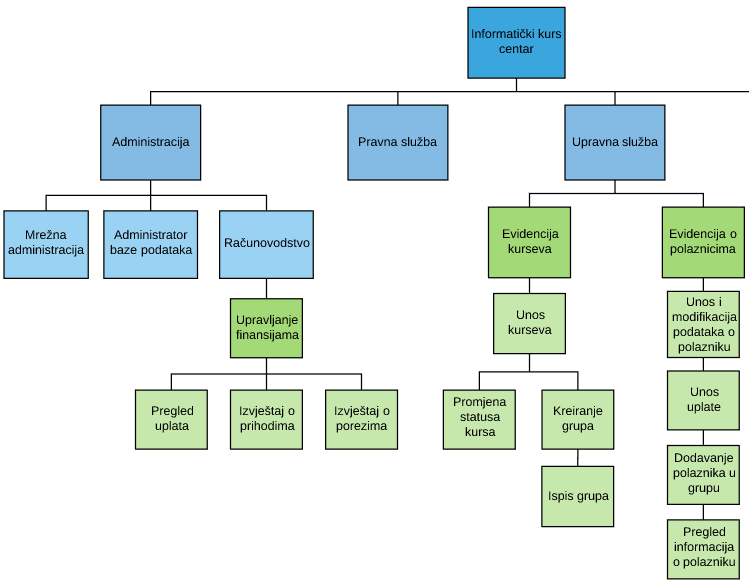 Informatički kurs
centar
Administracija
Pravna služba
Upravna služba
Mrežna
administracija
Administrator
baze podataka
Računovodstvo
Evidencija
kurseva
Evidencija o
polaznicima
Upravljanje
finansijama
Unos
kurseva
Unos i
modifikacija
podataka o
polazniku
Pregled
uplata
Izvještaj o
prihodima
Izvještaj o
porezima
Promjena
statusa
kursa
Kreiranje
grupa
Unos
uplate
Ispis grupa
Dodavanje
polaznika u
grupu
Pregled
informacija
o polazniku